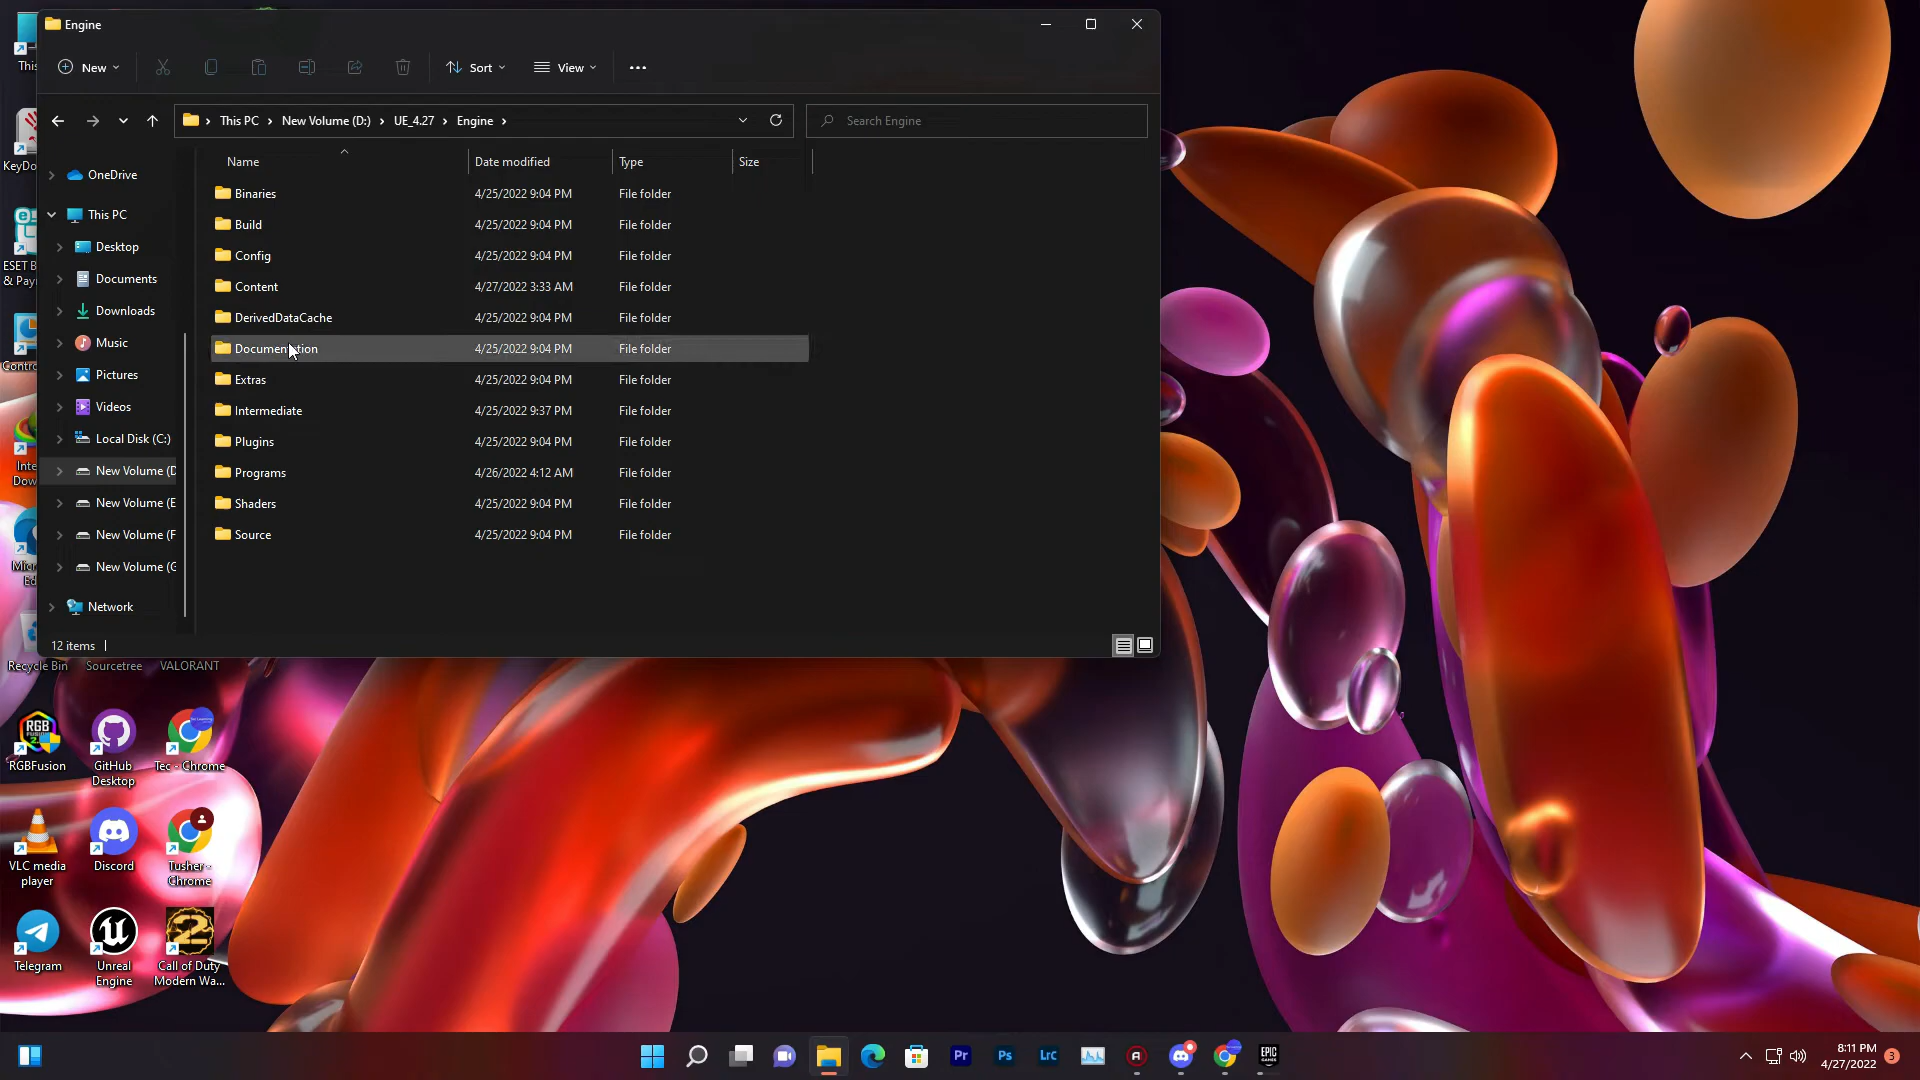 Engine
New
Sort
View
This PC
New Volume (D:)
UE_4.27
Engine
Search Engine
Name
Date modified
Type
Size
OneDrive
This PC
Desktop
Documents
Downloads
Music
Pictures
Videos
Local Disk (C:)
New Volume (D
New Volume (E
New Volume (F
New Volume (G
Network
Binaries 4/25/2022 9:04 PM File folder
Build 4/25/2022 9:04 PM File folder
Config 4/25/2022 9:04 PM File folder
Content 4/27/2022 3:33 AM File folder
DerivedDataCache 4/25/2022 9:04 PM File folder
Documentation 4/25/2022 9:04 PM File folder
Extras 4/25/2022 9:04 PM File folder
Intermediate 4/25/2022 9:37 PM File folder
Plugins 4/25/2022 9:04 PM File folder
Programs 4/26/2022 4:12 AM File folder
Shaders 4/25/2022 9:04 PM File folder
Source 4/25/2022 9:04 PM File folder
12 items
This
KeyDo
ESET B
& Pay
Contro
Inte
Dow
Micr
Ed
Recycle Bin
Sourcetree
VALORANT
RGB
RGBFusion
GitHub
Desktop
Tec - Chrome
VLC media
player
Discord
Tusher -
Chrome
Telegram
Unreal
Engine
2
Call of Duty
Modern Wa...
Pr
Ps
LrC
EPIC
GAMES
8:11 PM
4/27/2022
3